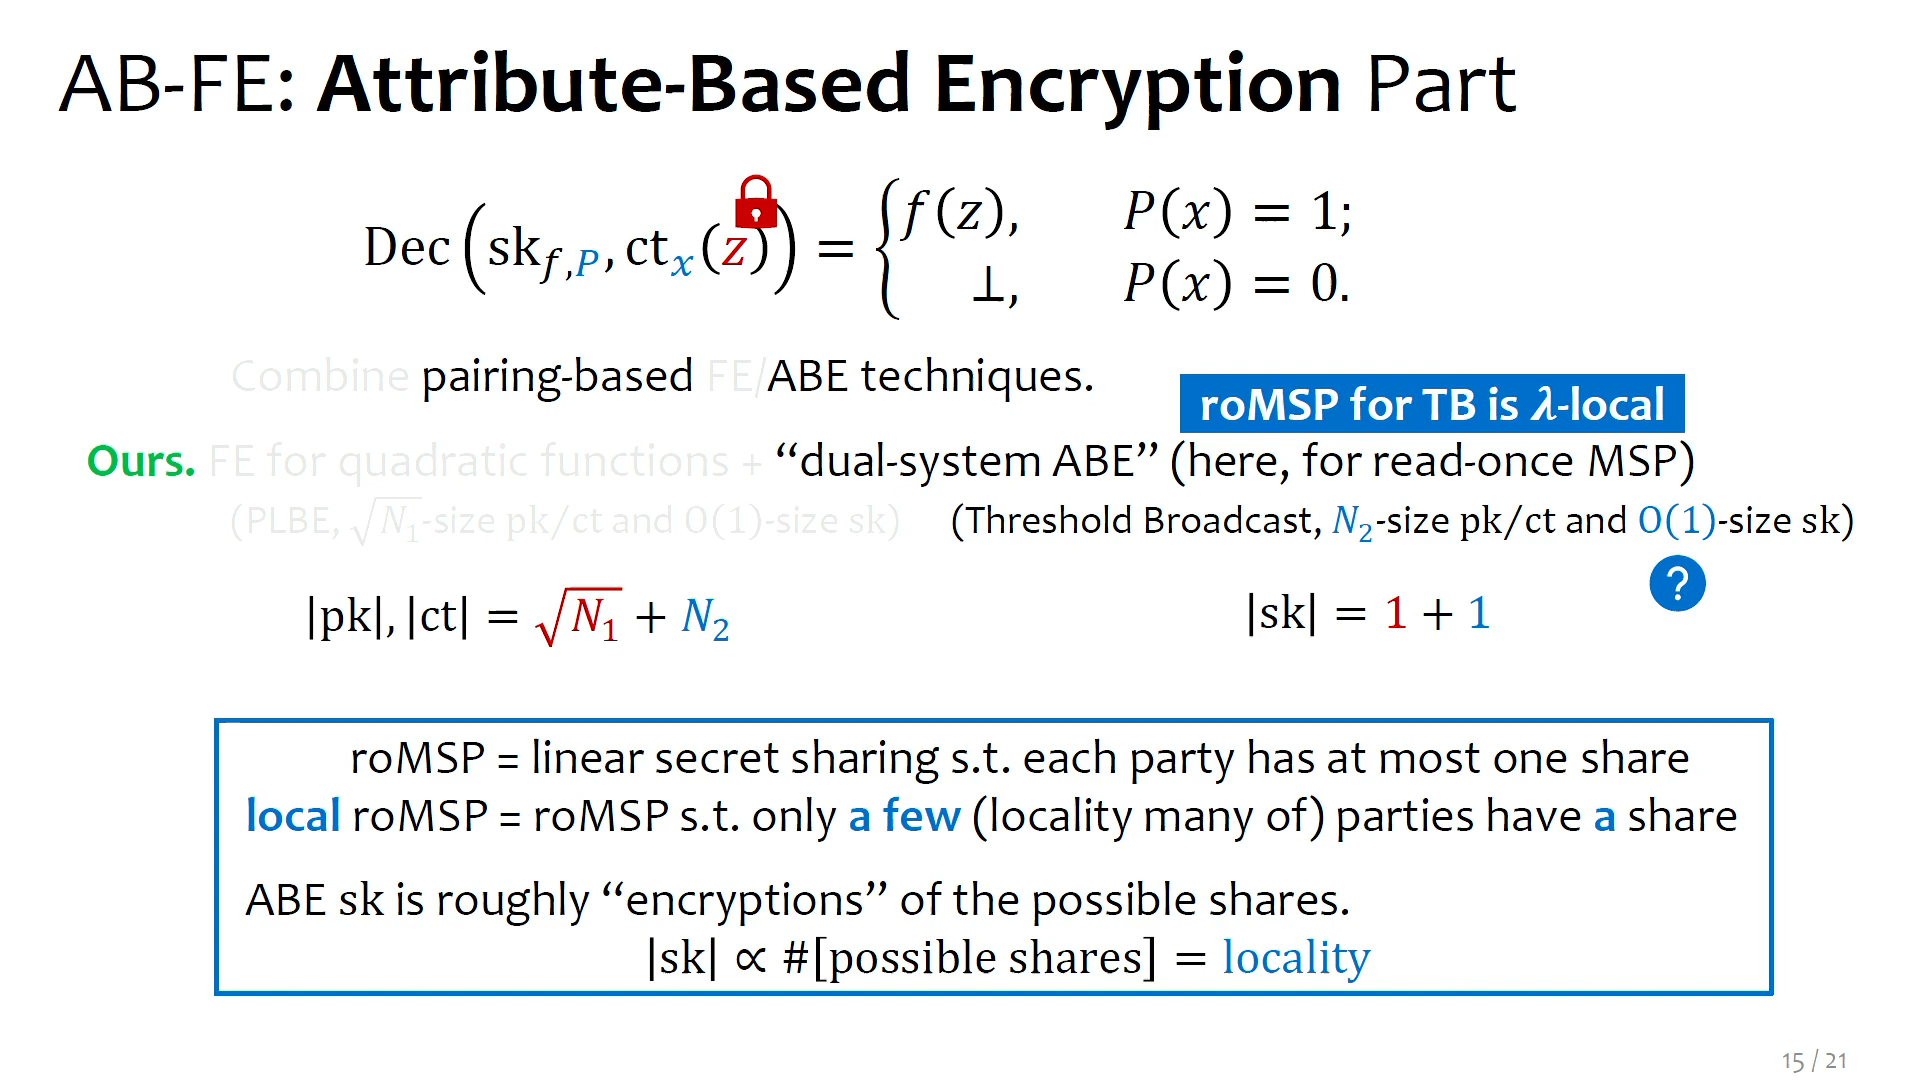 AB-FE: Attribute-Based Encryption Part
Dec(sk_{f,P}, ct_x(z)) = { f(z), P(x) = 1;
⊥, P(x) = 0.
Combine pairing-based FE/ABE techniques.
roMSP for TB is λ-local
Ours. FE for quadratic functions + “dual-system ABE” (here, for read-once MSP)
(PLBE, √N₁-size pk/ct and O(1)-size sk) (Threshold Broadcast, N₂-size pk/ct and O(1)-size sk)
?
|pk|, |ct| = √N₁ + N₂ |sk| = 1 + 1
roMSP = linear secret sharing s.t. each party has at most one share
local roMSP = roMSP s.t. only a few (locality many of) parties have a share
ABE sk is roughly “encryptions” of the possible shares.
|sk| ∝ #[possible shares] = locality
15 / 21